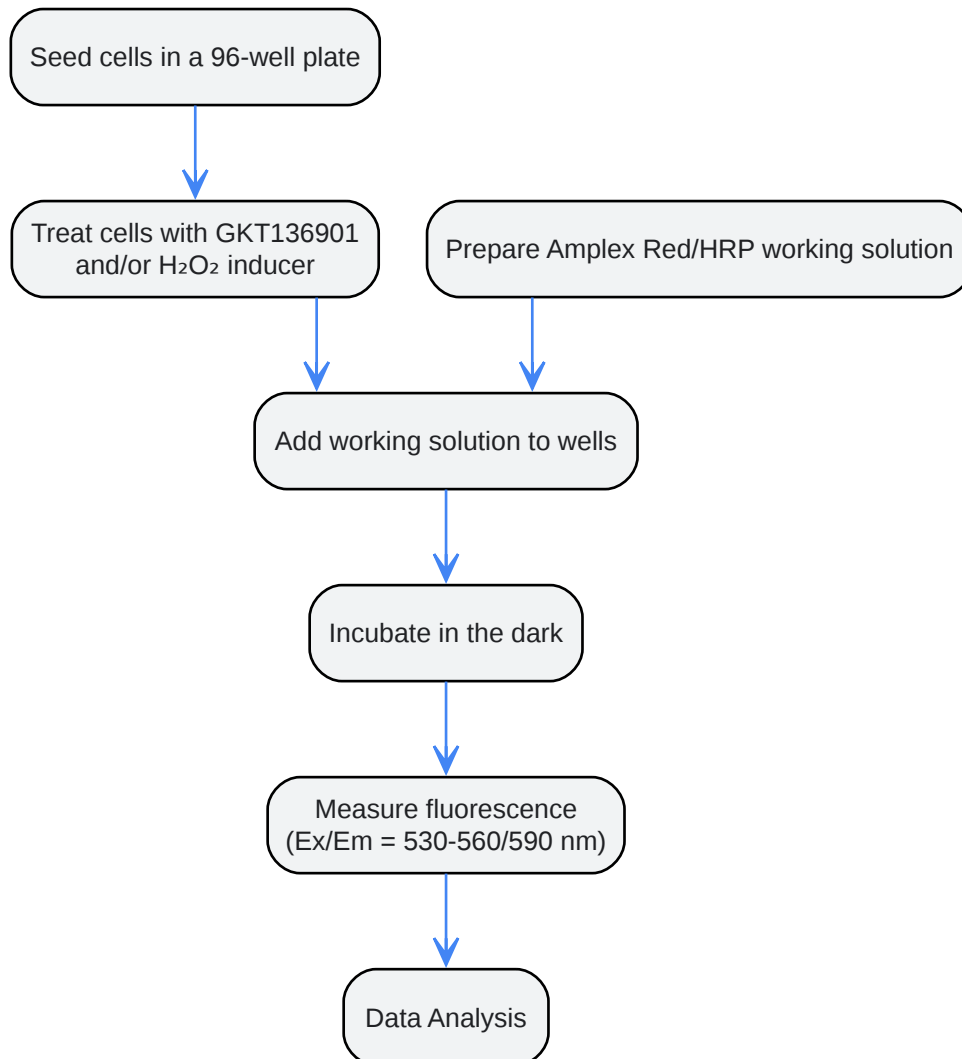 Seed cells in a 96-well plate
Treat cells with GKT136901
and/or H₂O₂ inducer
Prepare Amplex Red/HRP working solution
Add working solution to wells
Incubate in the dark
Measure fluorescence
(Ex/Em = 530-560/590 nm)
Data Analysis